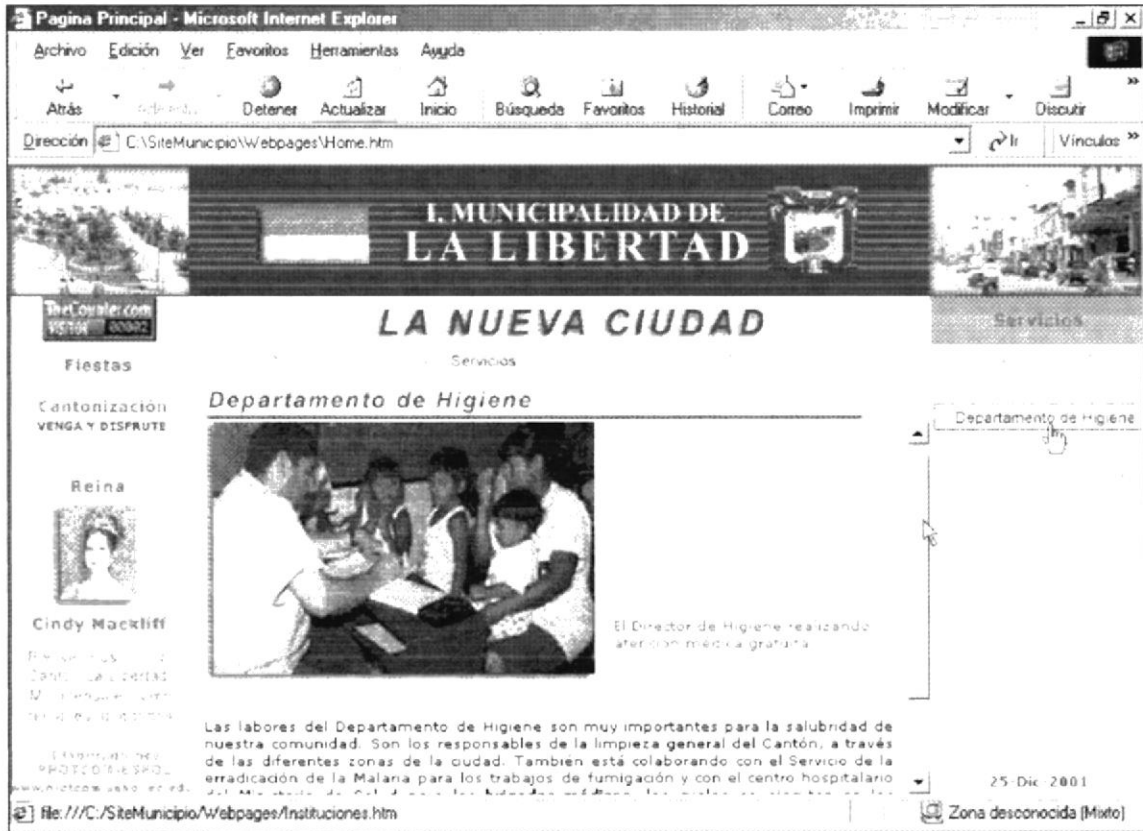 Pagina Principal - Microsoft Internet Explorer
Archivo Edición Ver Favoritos Herramientas Ayuda
Atrás Detener Actualizar Inicio Búsqueda Favoritos Historial Correo Imprimir Modificar Discutir »
Dirección C:\SiteMunicipio\Webpages\Home.htm Ir Vínculos »
I. MUNICIPALIDAD DE
LA LIBERTAD
TheCounter.com
00002
LA NUEVA CIUDAD
Servicios
Fiestas
Servicios
Cantonización
VENGA Y DISFRUTE
Departamento de Higiene
Departamento de Higiene
Reina
Cindy Mackliff
El Director de Higiene realizando
atención médica gratuita
Las labores del Departamento de Higiene son muy importantes para la salubridad de
nuestra comunidad. Son los responsables de la limpieza general del Cantón, a través
de las diferentes zonas de la ciudad. También está colaborando con el Servicio de la
erradicación de la Malaria para los trabajos de fumigación y con el centro hospitalario
25-Dic-2001
file:///C:/SiteMunicipio/Webpages/Instituciones.htm Zona desconocida (Mixto)